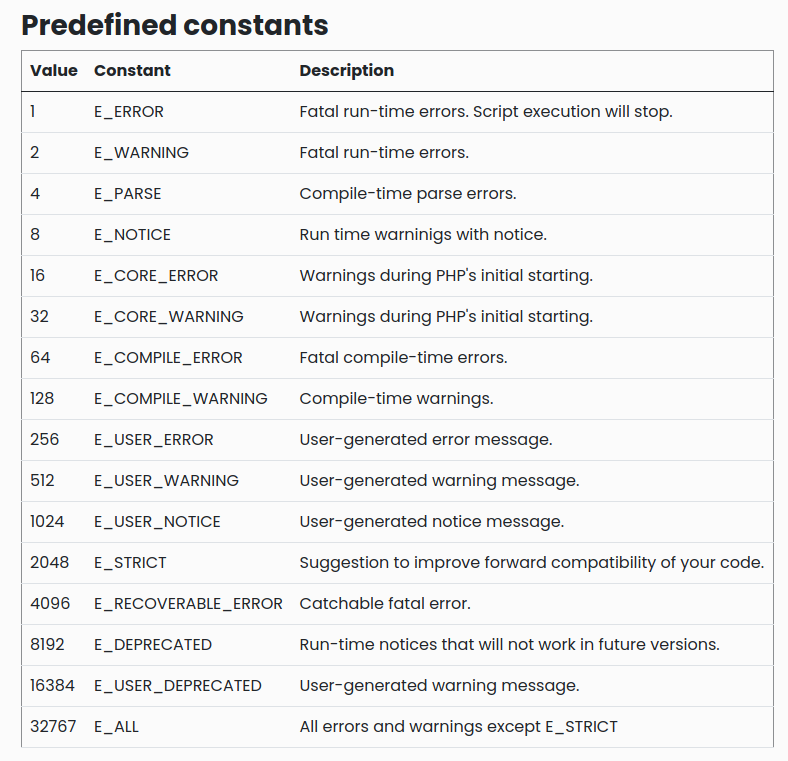 Predefined constants
Value Constant Description
1 E_ERROR Fatal run-time errors. Script execution will stop.
2 E_WARNING Fatal run-time errors.
4 E_PARSE Compile-time parse errors.
8 E_NOTICE Run time warninigs with notice.
16 E_CORE_ERROR Warnings during PHP's initial starting.
32 E_CORE_WARNING Warnings during PHP's initial starting.
64 E_COMPILE_ERROR Fatal compile-time errors.
128 E_COMPILE_WARNING Compile-time warnings.
256 E_USER_ERROR User-generated error message.
512 E_USER_WARNING User-generated warning message.
1024 E_USER_NOTICE User-generated notice message.
2048 E_STRICT Suggestion to improve forward compatibility of your code.
4096 E_RECOVERABLE_ERROR Catchable fatal error.
8192 E_DEPRECATED Run-time notices that will not work in future versions.
16384 E_USER_DEPRECATED User-generated warning message.
32767 E_ALL All errors and warnings except E_STRICT